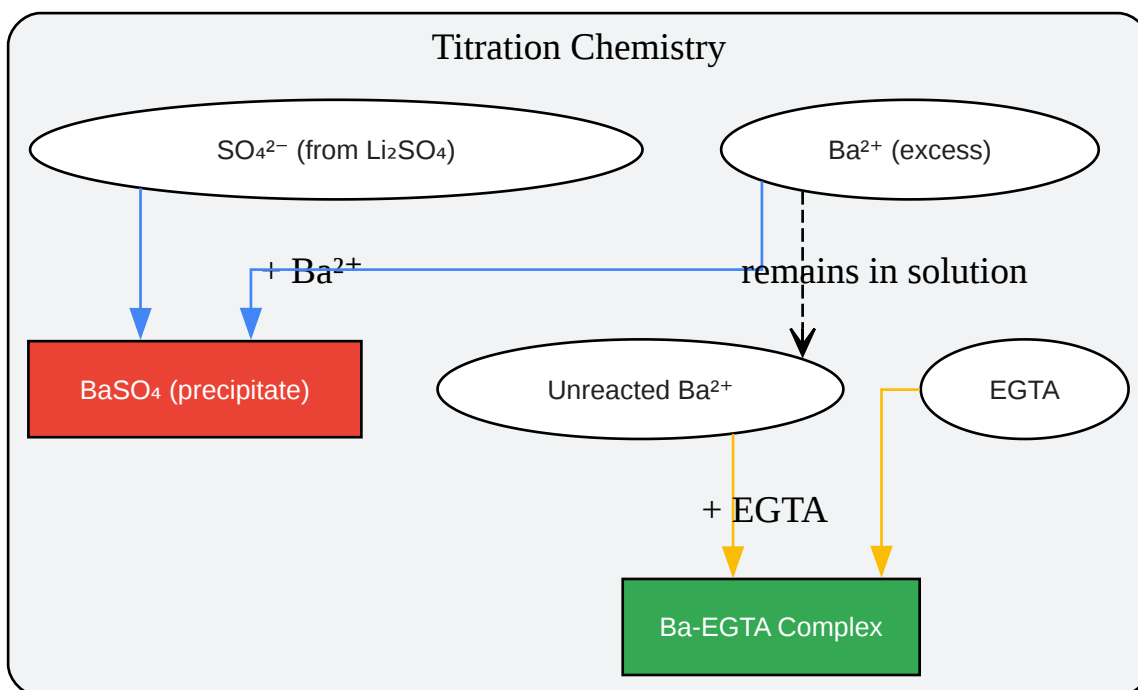 Titration Chemistry
SO₄²⁻ (from Li₂SO₄)
Ba²⁺ (excess)
+ Ba²⁺
remains in solution
BaSO₄ (precipitate)
Unreacted Ba²⁺
EGTA
+ EGTA
Ba-EGTA Complex